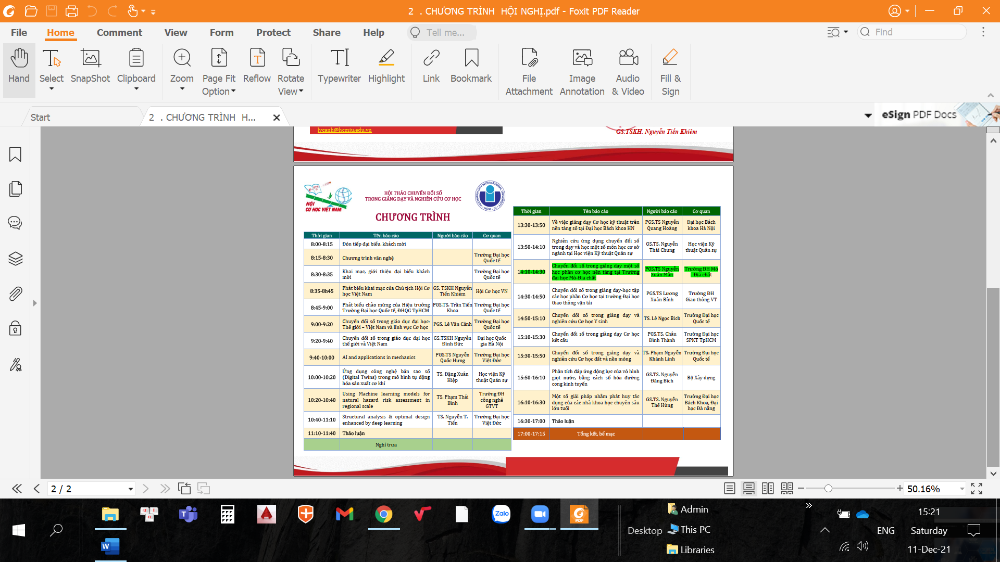 2 . CHƯƠNG TRÌNH HỘI NGHỊ.pdf - Foxit PDF Reader
File Home Comment View Form Protect Share Help Tell me... Find
Hand Select SnapShot Clipboard Zoom Page Fit Option Reflow Rotate View Typewriter Highlight Link Bookmark File Attachment Image Annotation Audio & Video Fill & Sign
Start 2 . CHƯƠNG TRÌNH H... eSign PDF Docs
lvcanh@hcmiu.edu.vn
GS.TSKH. Nguyễn Tiến Khiêm
HỘI CƠ HỌC VIỆT NAM
HỘI THẢO CHUYỂN ĐỔI SỐ
TRONG GIẢNG DẠY VÀ NGHIÊN CỨU CƠ HỌC
CHƯƠNG TRÌNH
HOCHIMINH CITY INTERNATIONAL UNIVERSITY
HCM - IU
Thời gian Tên báo cáo Người báo cáo Cơ quan
8:00-8:15 Đón tiếp đại biểu, khách mời
8:15-8:30 Chương trình văn nghệ Trường Đại học Quốc tế
8:30-8:35 Khai mạc, giới thiệu đại biểu khách mời Trường Đại học Quốc tế
8:35-8h45 Phát biểu khai mạc của Chủ tịch Hội Cơ học Việt Nam GS. TSKH Nguyễn Tiến Khiêm Hội Cơ học VN
8:45-9:00 Phát biểu chào mừng của Hiệu trưởng Trường Đại học Quốc tế, ĐHQG TpHCM PGS.TS. Trần Tiến Khoa Trường Đại học Quốc tế
9:00-9:20 Chuyển đổi số trong giáo dục đại học: Thế giới – Việt Nam và lĩnh vực Cơ học PGS. Lê Văn Cảnh Trường Đại học Quốc tế
9:20-9:40 Chuyển đổi số trong giáo dục đại học thế giới và Việt Nam GS.TSKH Nguyễn Đình Đức Đại học Quốc gia Hà Nội
9:40-10:00 AI and applications in mechanics PGS.TS Nguyễn Quốc Hưng Trường Đại học Việt Đức
10:00-10:20 Ứng dụng công nghệ bản sao số (Digital Twins) trong mô hình tự động hóa sản xuất cơ khí TS. Đặng Xuân Hiệp Học viện Kỹ thuật Quân sự
10:20-10:40 Using Machine learning models for natural hazard risk assessment in regional scale TS. Phạm Thái Bình Trường ĐH công nghê GTVT
10:40-11:10 Structural analysis & optimal design enhanced by deep learning TS. Nguyễn T. Tiến Trường Đại học Việt Đức
11:10-11:40 Thảo luận
Nghỉ trưa
Thời gian Tên báo cáo Người báo cáo Cơ quan
13:30-13:50 Về việc giảng dạy Cơ học kỹ thuật trên nền tảng số tại Đại học Bách khoa HN PGS.TS Nguyễn Quang Hoàng Đại học Bách khoa Hà Nội
13:50-14:10 Nghiên cứu ứng dụng chuyển đổi số trong dạy và học một số môn học cơ sở ngành tại Học viện Kỹ thuật Quân sự GS.TS. Nguyễn Thái Chung Học viện Kỹ thuật Quân sự
14:10-14:30 Chuyển đổi số trong giảng dạy một số học phần cơ học nền tảng tại Trường đại học Mỏ-Địa chất PGS.TS Nguyễn Xuân Mãn Trường ĐH Mỏ - Địa chất
14:30-14:50 Chuyển đổi số trong giảng dạy-học tập các học phần Cơ học tại trường Đại học Giao thông vận tải PGS.TS Lương Xuân Bính Trường ĐH Giao thông VT
14:50-15:10 Chuyển đổi số trong giảng dạy và nghiên cứu Cơ học Y sinh TS. Lê Ngọc Bich Trường Đại học Quốc tế
15:10-15:30 Chuyển đổi số trong giảng dạy Cơ học kết cấu PGS.TS. Châu Đình Thành Trường Đại học SPKT TpHCM
15:30-15:50 Chuyển đổi số trong giảng dạy và nghiên cứu Cơ học đất và nền móng TS. Phạm Nguyễn Khánh Linh Trường Đại học Quốc tế
15:50-16:10 Phân tích đáp ứng động lực của vỏ hình giọt nước, bằng cách số hóa đường cong kinh tuyến GS.TS. Nguyễn Đăng Bích Bộ Xây dựng
16:10-16:30 Một số giải pháp nhằm phát huy tác dụng của các nhà khoa học chuyên sâu lớn tuổi GS.TS. Nguyễn Thế Hùng Trường Đại học Bách Khoa, Đại học Đà nẵng
16:30-17:00 Thảo luận
17:00-17:15 Tổng kết, bế mạc
2 / 2 50.16%
Zalo PDF W
Admin
Desktop This PC
Libraries
15:21
ENG Saturday
11-Dec-21